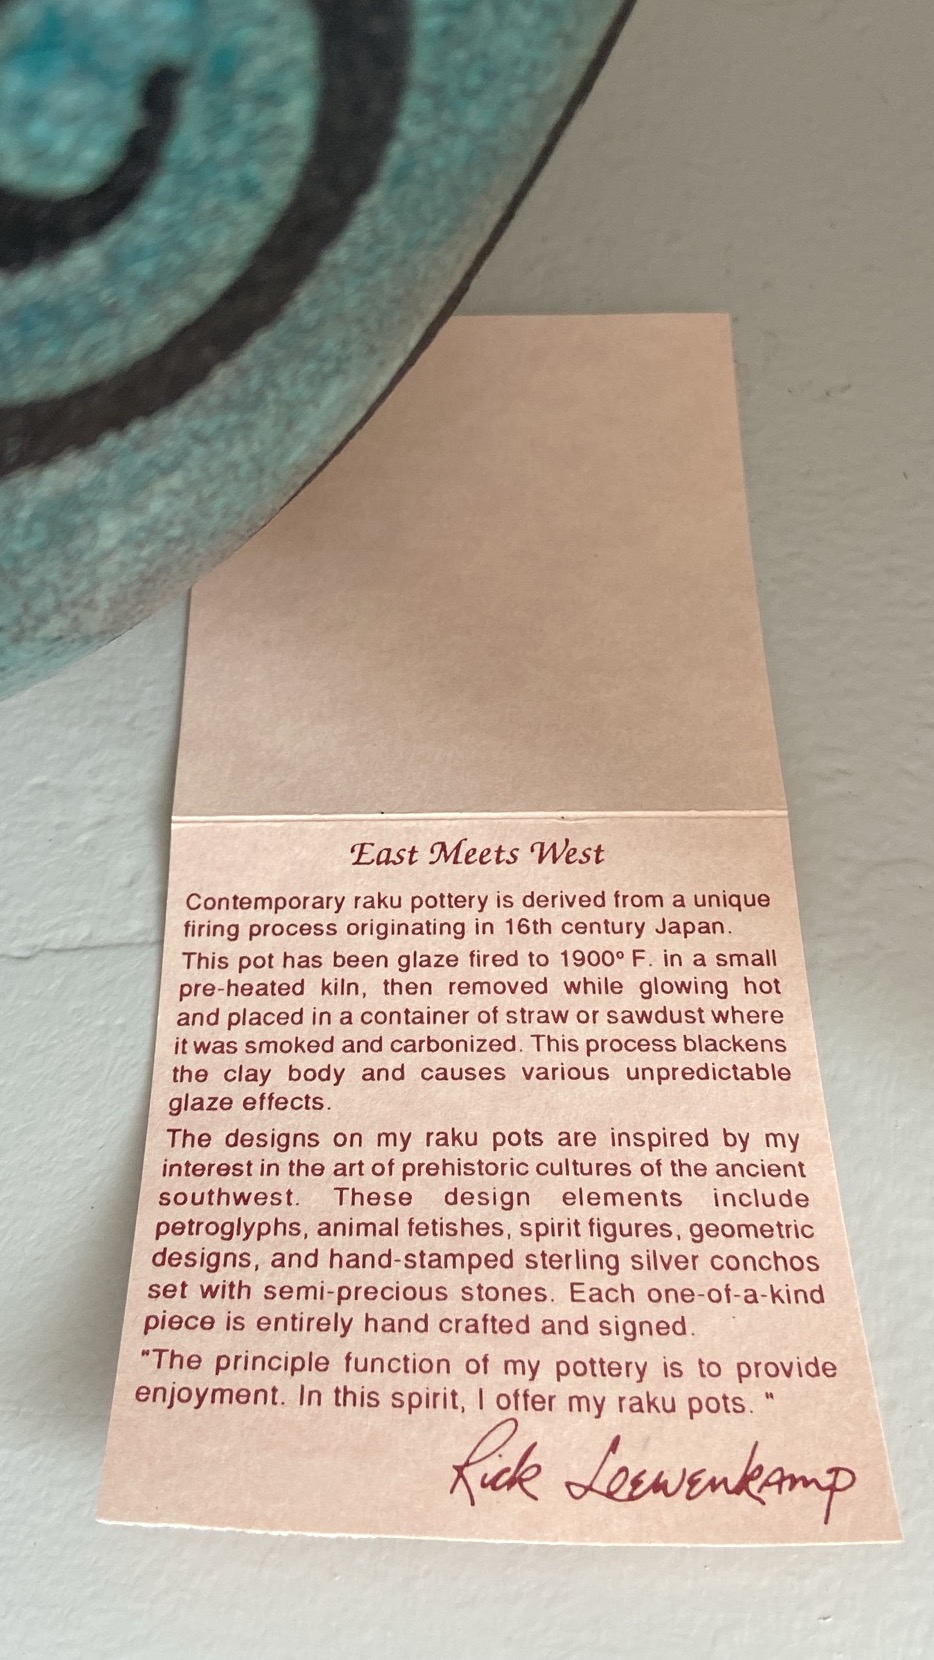 East Meets West
Contemporary raku pottery is derived from a unique
firing process originating in 16th century Japan.
This pot has been glaze fired to 1900° F. in a small
pre-heated kiln, then removed while glowing hot
and placed in a container of straw or sawdust where
it was smoked and carbonized. This process blackens
the clay body and causes various unpredictable
glaze effects.
The designs on my raku pots are inspired by my
interest in the art of prehistoric cultures of the ancient
southwest. These design elements include
petroglyphs, animal fetishes, spirit figures, geometric
designs, and hand-stamped sterling silver conchos
set with semi-precious stones. Each one-of-a-kind
piece is entirely hand crafted and signed.
"The principle function of my pottery is to provide
enjoyment. In this spirit, I offer my raku pots. "
Rick Loewenkamp